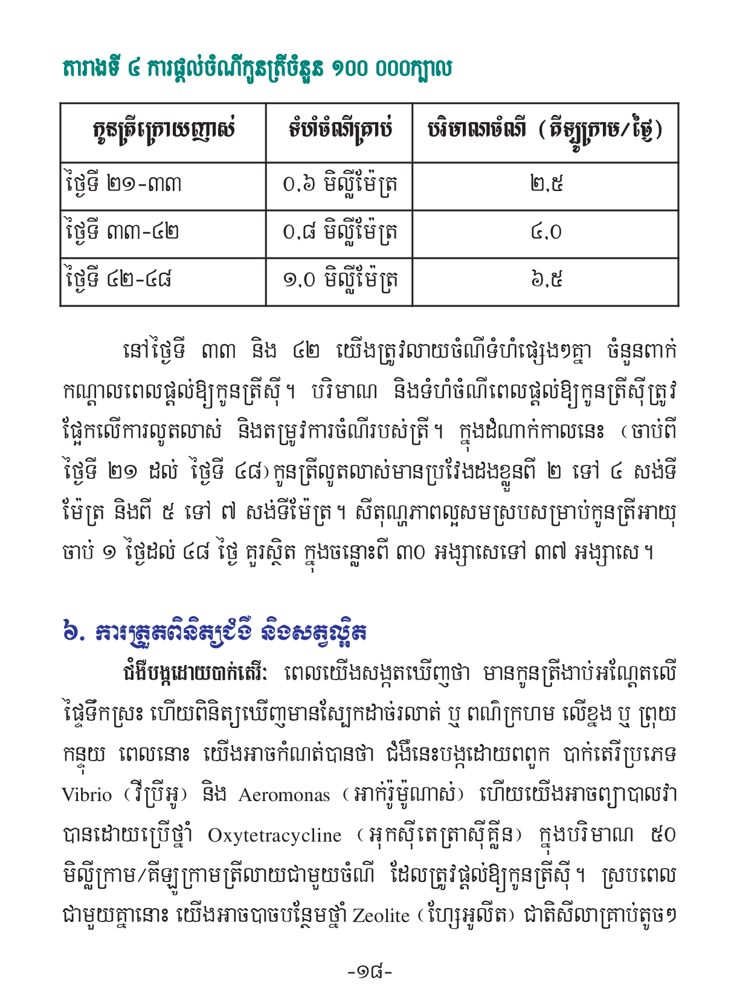 តារាងទី ៤ ការផ្តល់ចំណីកូនត្រីចំនួន ១០០ ០០០ក្បាល
កូនត្រីក្រោយញាស់ ទំហំចំណីគ្រាប់ បរិមាណចំណី (គីឡូក្រាម/ថ្ងៃ)
ថ្ងៃទី ២១-៣៣ ០,៦ មិល្លីម៉ែត្រ ២,៥
ថ្ងៃទី ៣៣-៤២ ០,៨ មិល្លីម៉ែត្រ ៤,០
ថ្ងៃទី ៤២-៤៨ ១,០ មិល្លីម៉ែត្រ ៦,៥
នៅថ្ងៃទី ៣៣ និង ៤២ យើងត្រូវលាយចំណីទំហំផ្សេងៗគ្នា ចំនួនពាក់
កណ្តាលពេលផ្តល់ឱ្យកូនត្រីស៊ី។ បរិមាណ និងទំហំចំណីពេលផ្តល់ឱ្យកូនត្រីស៊ីត្រូវ
ផ្អែកលើការលូតលាស់ និងតម្រូវការចំណីរបស់ត្រី។ ក្នុងដំណាក់កាលនេះ (ចាប់ពី
ថ្ងៃទី ២១ ដល់ ថ្ងៃទី ៤៨) កូនត្រីលូតលាស់មានប្រវែងដងខ្លួនពី ២ ទៅ ៤ សង់ទី
ម៉ែត្រ និងពី ៥ ទៅ ៧ សង់ទីម៉ែត្រ។ សីតុណ្ហភាពល្អសមស្របសម្រាប់កូនត្រីអាយុ
ចាប់ ១ ថ្ងៃដល់ ៤៨ ថ្ងៃ គួរស្ថិត ក្នុងចន្លោះពី ៣០ អង្សាសេទៅ ៣៧ អង្សាសេ។
៦. ការត្រួតពិនិត្យជំងឺ និងសត្វល្អិត
ជំងឺបង្កដោយបាក់តេរីៈ ពេលយើងសង្កតឃើញថា មានកូនត្រីងាប់អណ្តែតលើ
ផ្ទៃទឹកស្រះ ហើយពិនិត្យឃើញមានស្បែកដាច់រលាត់ ឬ ពណ៌ក្រហម លើខ្នង ឬ ព្រុយ
កន្ទុយ ពេលនោះ យើងអាចកំណត់បានថា ជំងឺនេះបង្កដោយពពួក បាក់តេរីប្រភេទ
Vibrio (វីប្រីអូ) និង Aeromonas (អាក់រ៉ូម៉ូណាស់) ហើយយើងអាចព្យាបាលវា
បានដោយប្រើថ្នាំ Oxytetracycline (អុកស៊ីតេត្រាស៊ីគ្លីន) ក្នុងបរិមាណ ៥០
មិល្លីក្រាម/គីឡូក្រាមត្រីលាយជាមួយចំណី ដែលត្រូវផ្តល់ឱ្យកូនត្រីស៊ី។ ស្របពេល
ជាមួយគ្នានោះ យើងអាចបាចបន្ថែមថ្នាំ Zeolite (ហ្សែអូលីត) ជាតិសីលាគ្រាប់តូចៗ
-១៨-